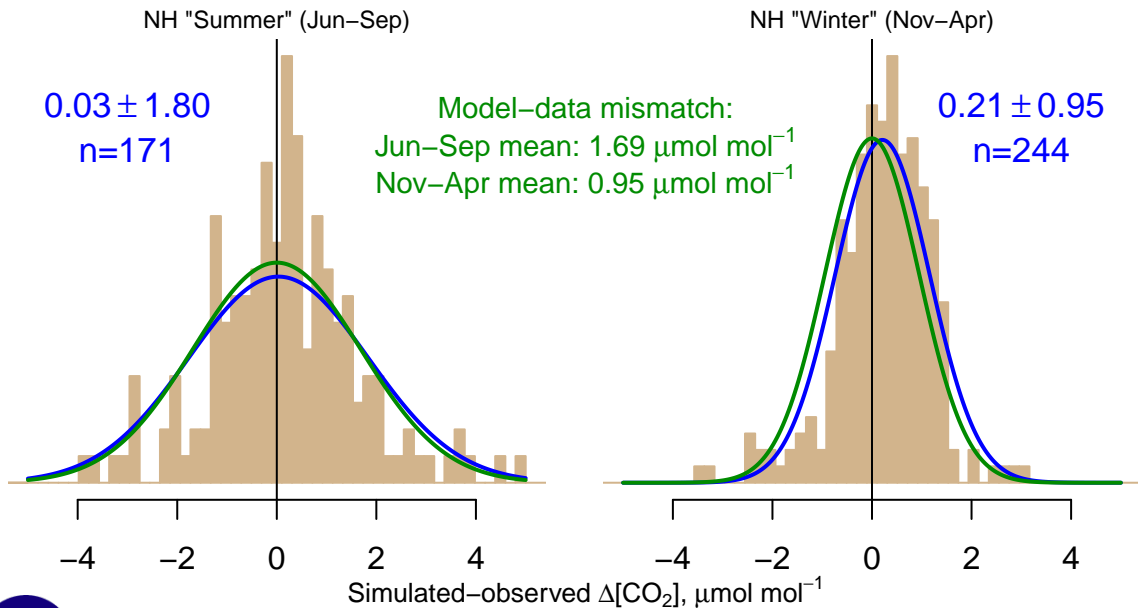 NH "Summer" (Jun−Sep)
NH "Winter" (Nov−Apr)
0.03 ± 1.80
n=171
Model−data mismatch:
Jun−Sep mean: 1.69 μmol mol⁻¹
Nov−Apr mean: 0.95 μmol mol⁻¹
0.21 ± 0.95
n=244
−4 −2 0 2 4
−4 −2 0 2 4
Simulated−observed Δ[CO₂], μmol mol⁻¹